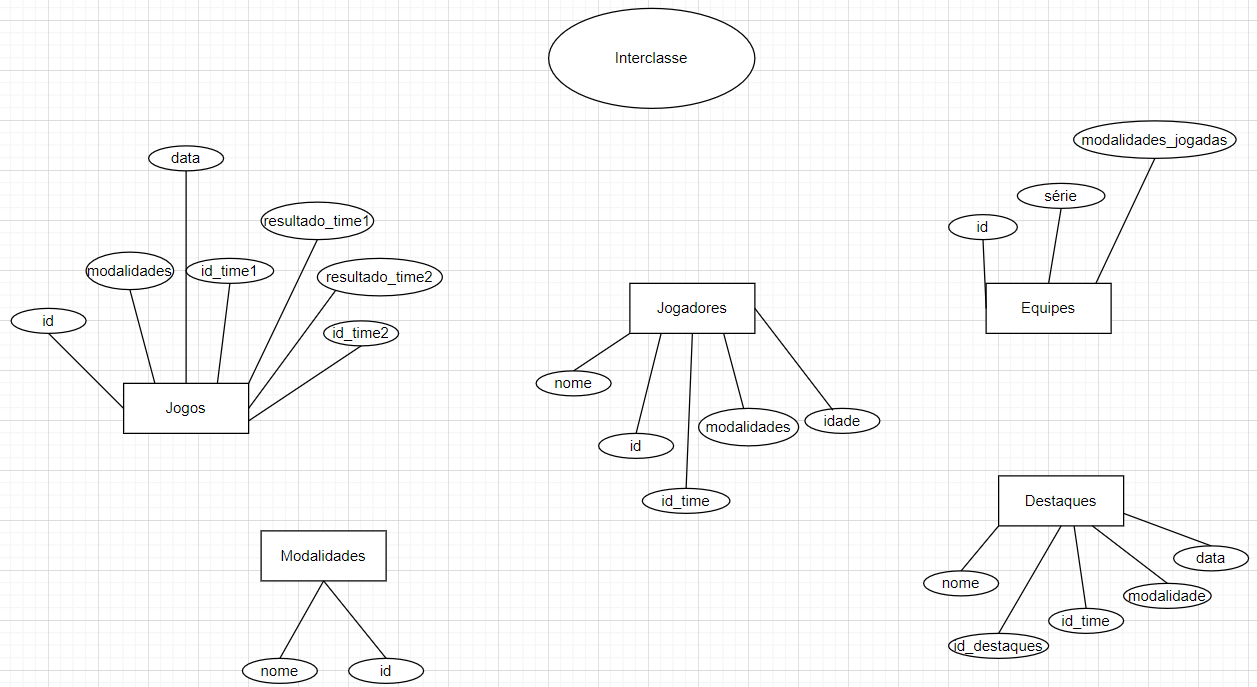 Interclasse
data
modalidades
id_time1
resultado_time1
resultado_time2
id_time2
id
Jogos
Jogadores
nome
id
id_time
modalidades
idade
modalidades_jogadas
série
id
Equipes
Modalidades
nome
id
Destaques
nome
id_destaques
id_time
modalidade
data